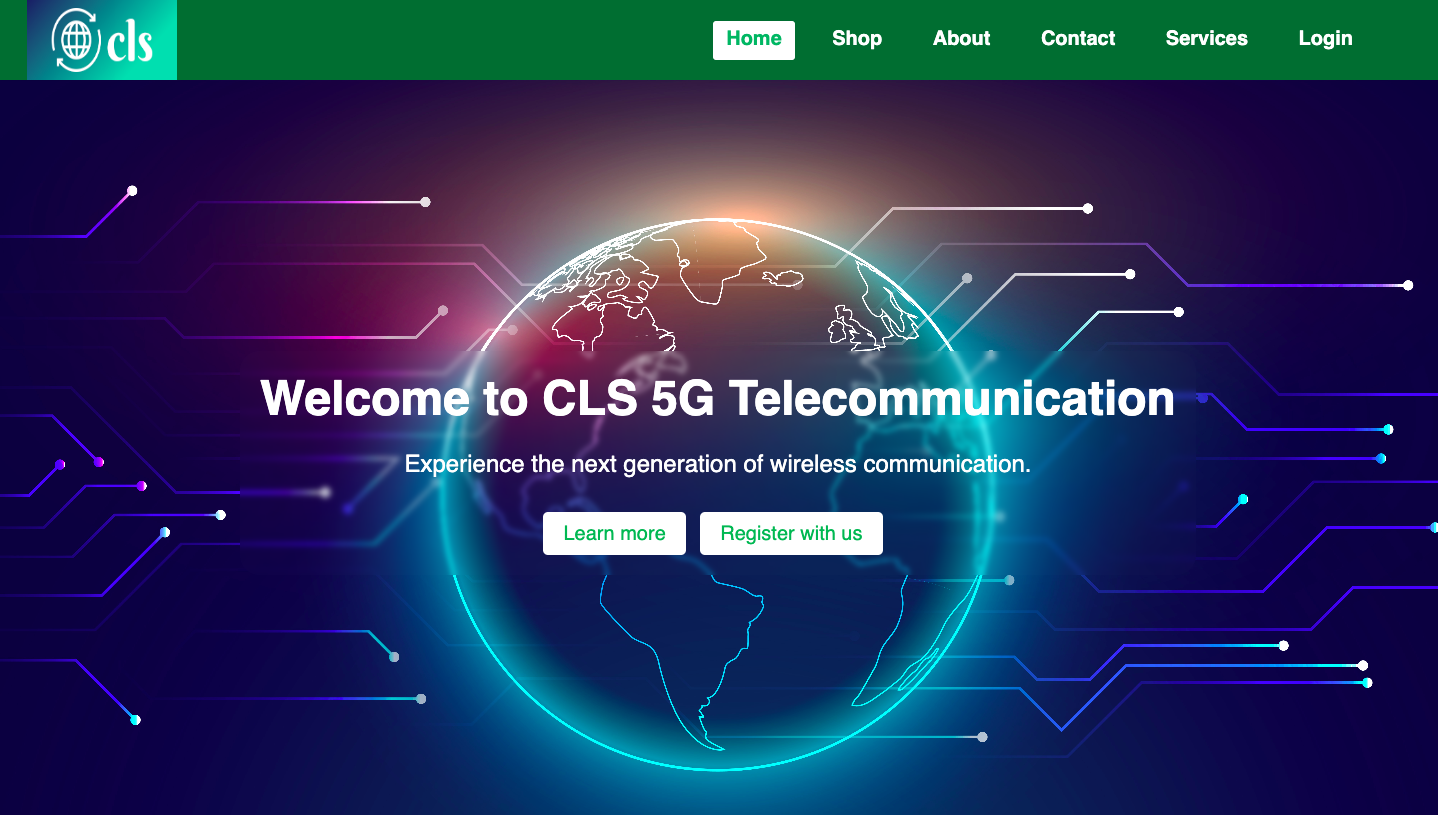 cls
Home Shop About Contact Services Login
Welcome to CLS 5G Telecommunication
Experience the next generation of wireless communication.
Learn more Register with us